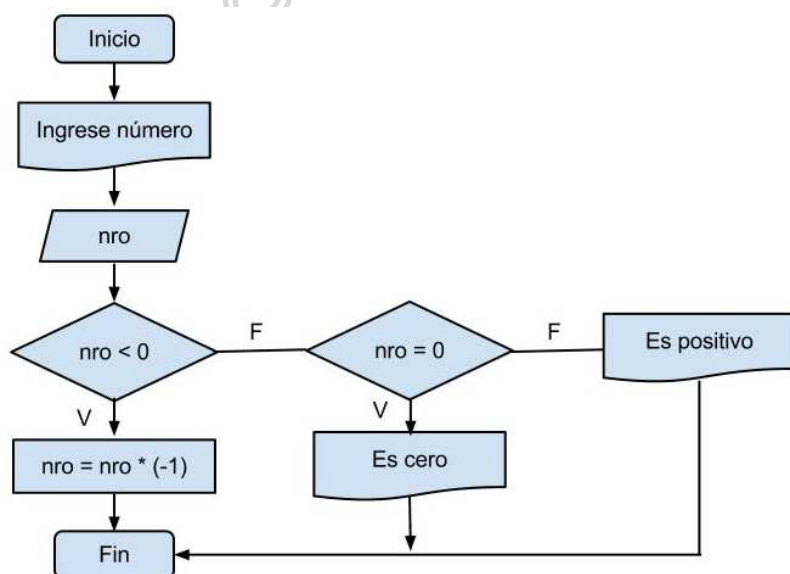 Inicio
Ingrese número
nro
nro < 0
F
nro = 0
F
Es positivo
V
V
nro = nro * (-1)
Es cero
Fin